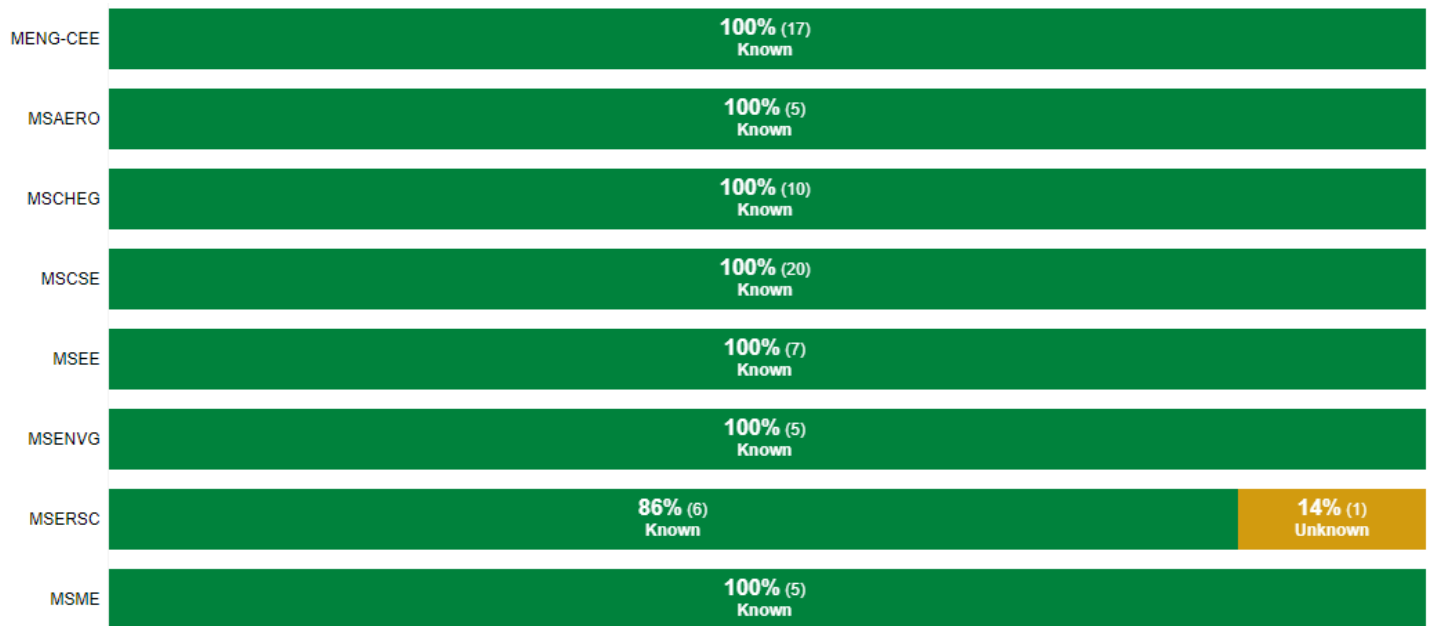 MENG-CEE
100% (17)
Known
MSAERO
100% (5)
Known
MSCHEG
100% (10)
Known
MSCSE
100% (20)
Known
MSEE
100% (7)
Known
MSENVG
100% (5)
Known
MSERSC
86% (6)
Known
14% (1)
Unknown
MSME
100% (5)
Known